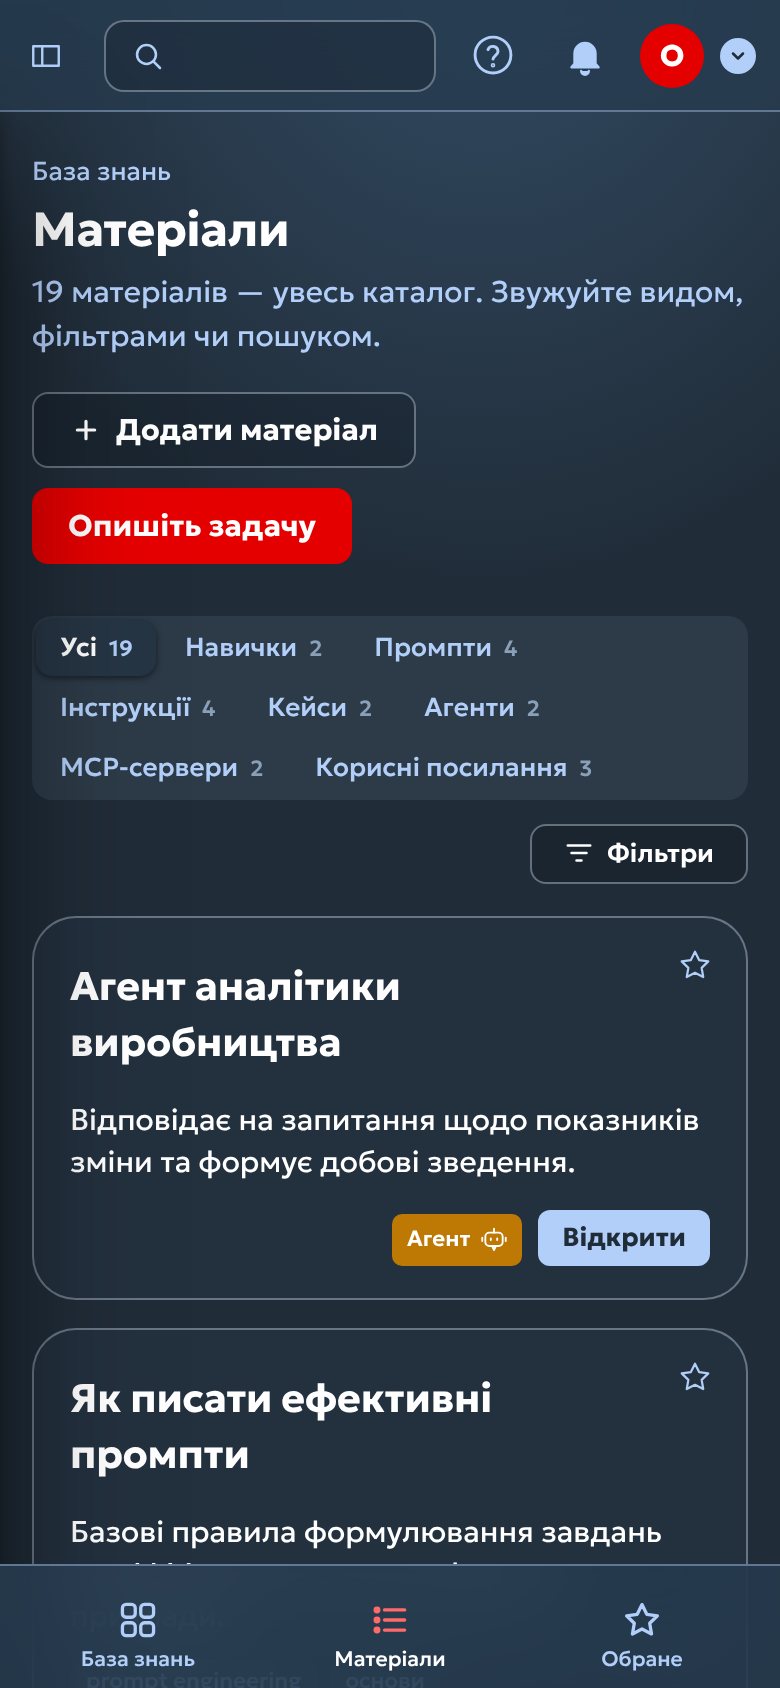 О
База знань
Матеріали
19 матеріалів — увесь каталог. Звужуйте видом,
фільтрами чи пошуком.
+ Додати матеріал
Опишіть задачу
Усі 19 Навички 2 Промпти 4
Інструкції 4 Кейси 2 Агенти 2
MCP-сервери 2 Корисні посилання 3
Фільтри
Агент аналітики
виробництва
Відповідає на запитання щодо показників
зміни та формує добові зведення.
Агент Відкрити
Як писати ефективні
промпти
Базові правила формулювання завдань
База знань Матеріали Обране
prompt engineering основи